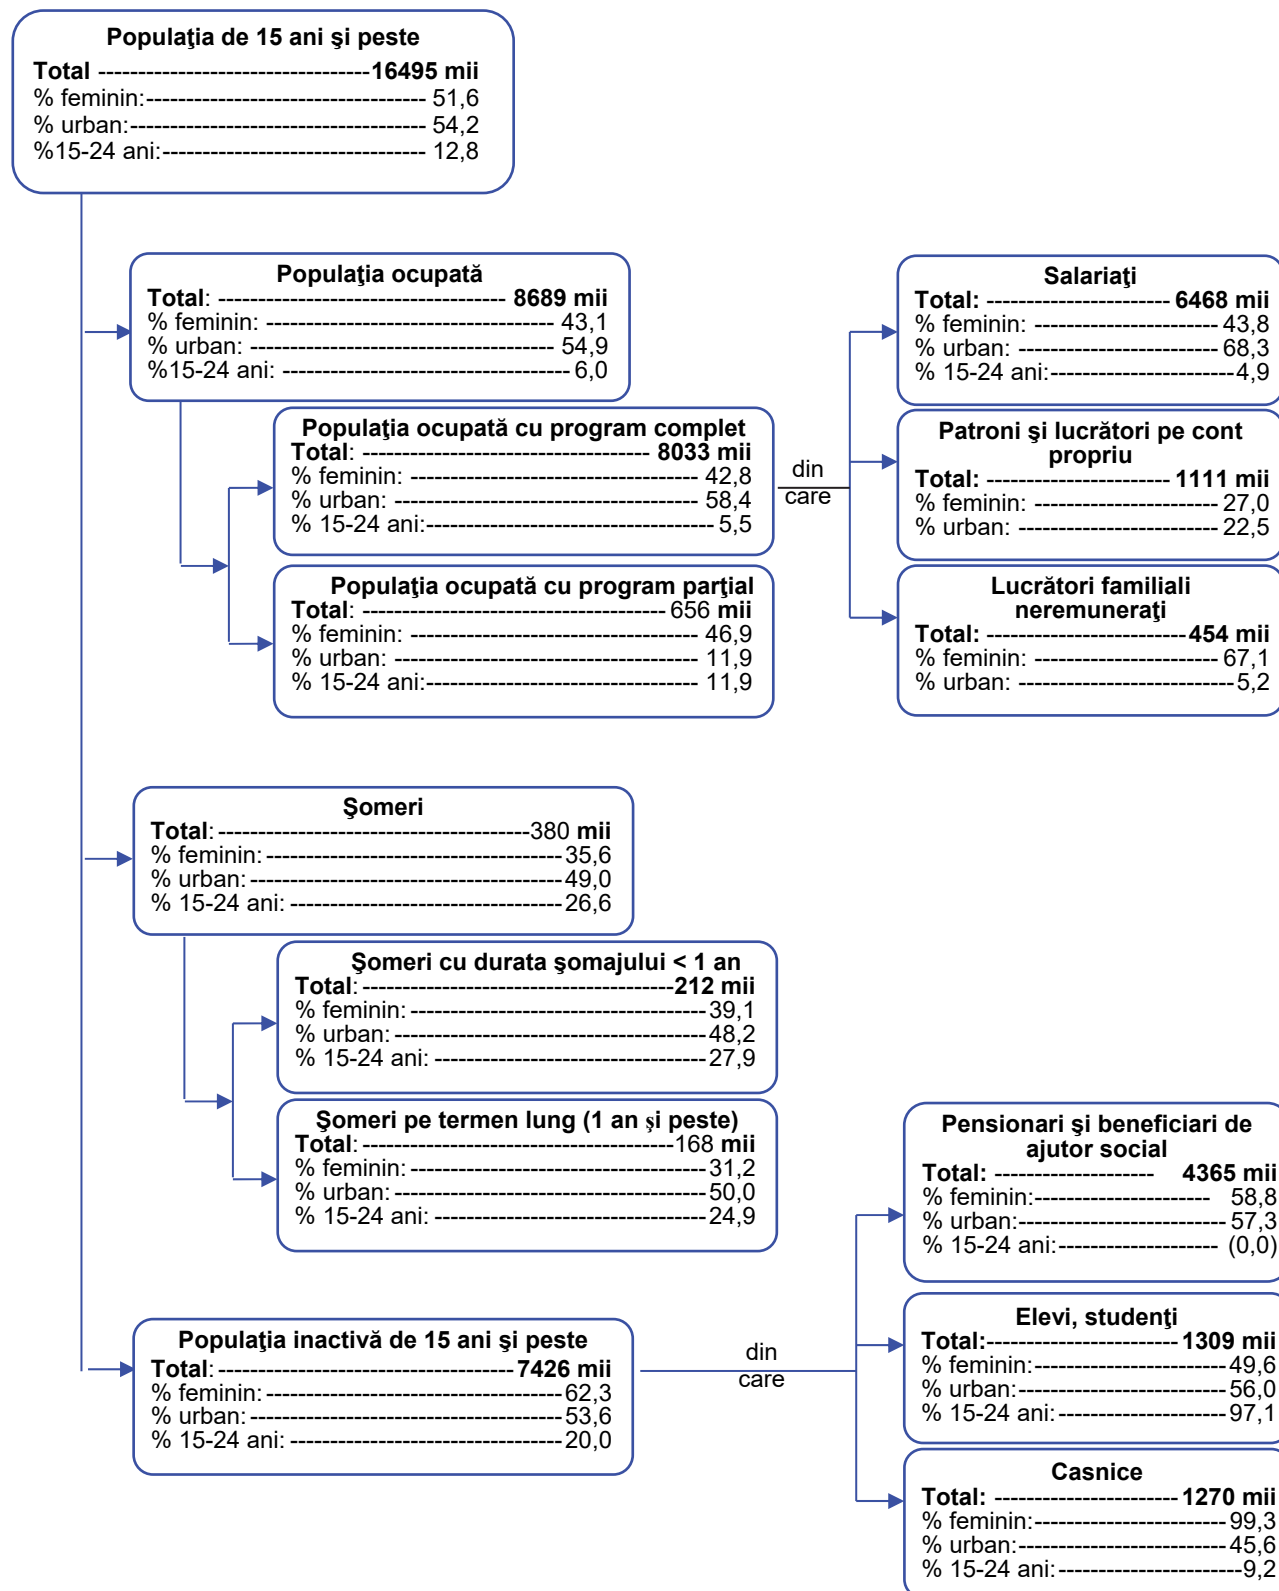 Populaţia de 15 ani şi peste
Total ----------------------------------16495 mii
% feminin:----------------------------------- 51,6
% urban:------------------------------------- 54,2
%15-24 ani:--------------------------------- 12,8
Populaţia ocupată
Total: ------------------------------------ 8689 mii
% feminin: ------------------------------------ 43,1
% urban: --------------------------------------- 54,9
%15-24 ani: ------------------------------------ 6,0
Populaţia ocupată cu program complet
Total: ------------------------------------- 8033 mii
% feminin: ------------------------------------- 42,8
% urban: --------------------------------------- 58,4
% 15-24 ani:------------------------------------5,5
Populaţia ocupată cu program parţial
Total: -------------------------------------- 656 mii
% feminin: -------------------------------------- 46,9
% urban: --------------------------------------- 11,9
% 15-24 ani:---------------------------------- 11,9
din
care
Salariaţi
Total: ----------------------- 6468 mii
% feminin: ----------------------- 43,8
% urban: ------------------------- 68,3
% 15-24 ani:-----------------------4,9
Patroni şi lucrători pe cont
propriu
Total: ----------------------- 1111 mii
% feminin: ------------------------ 27,0
% urban: -------------------------- 22,5
Lucrători familiali
neremuneraţi
Total: -------------------------454 mii
% feminin: ------------------------ 67,1
% urban: ---------------------------5,2
Şomeri
Total:---------------------------------------380 mii
% feminin:------------------------------------- 35,6
% urban:---------------------------------------- 49,0
% 15-24 ani: ---------------------------------- 26,6
Şomeri cu durata şomajului < 1 an
Total:---------------------------------------212 mii
% feminin: ------------------------------------- 39,1
% urban:---------------------------------------- 48,2
% 15-24 ani: ---------------------------------- 27,9
Şomeri pe termen lung (1 an şi peste)
Total:---------------------------------------168 mii
% feminin: -------------------------------------31,2
% urban: --------------------------------------- 50,0
% 15-24 ani: -----------------------------------24,9
Populaţia inactivă de 15 ani şi peste
Total: ------------------------------------- 7426 mii
% feminin: --------------------------------------62,3
% urban: --------------------------------------- 53,6
% 15-24 ani: ---------------------------------- 20,0
din
care
Pensionari şi beneficiari de
ajutor social
Total: -------------------- 4365 mii
% feminin:---------------------- 58,8
% urban:-------------------------- 57,3
% 15-24 ani:-------------------- (0,0)
Elevi, studenţi
Total:------------------------ 1309 mii
% feminin:------------------------49,6
% urban:-------------------------- 56,0
% 15-24 ani: ---------------------97,1
Casnice
Total: ----------------------- 1270 mii
% feminin:------------------------99,3
% urban:-------------------------- 45,6
% 15-24 ani: -----------------------9,2